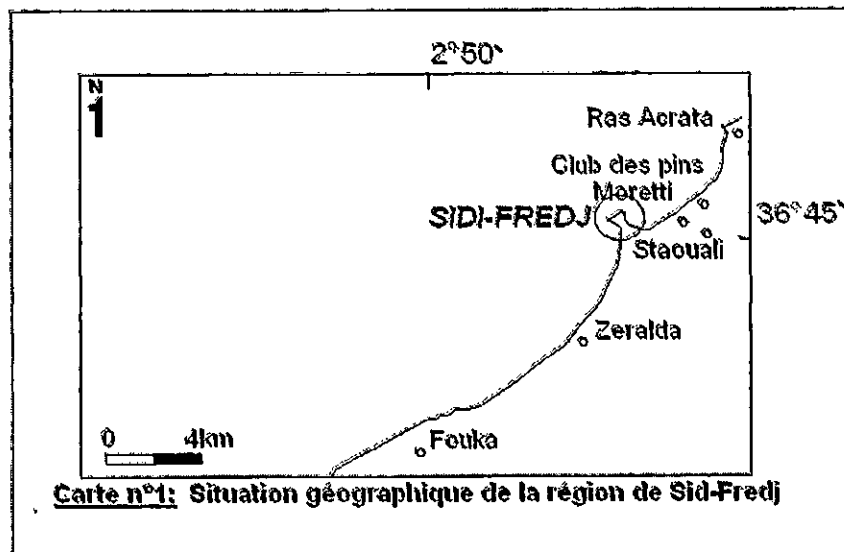 2°50'
N
1
Ras Acrata
Club des pins
Moretti
SIDI-FREDJ
36°45'
Staouali
Zeralda
0 4km
Fouka
Carte n°1: Situation géographique de la région de Sid-Fredj